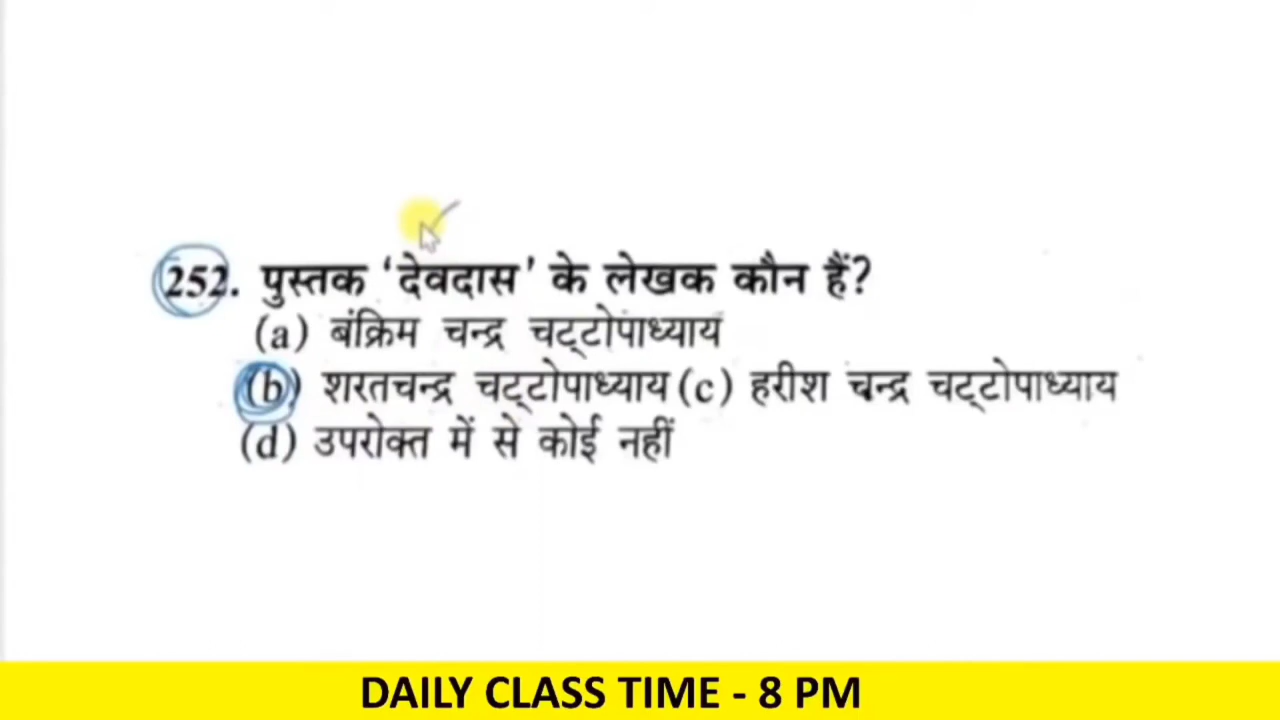 252. पुस्तक 'देवदास' के लेखक कौन हैं?
(a) बंक्रिम चन्द्र चट्टोपाध्याय
(b) शरतचन्द्र चट्टोपाध्याय (c) हरीश चन्द्र चट्टोपाध्याय
(d) उपरोक्त में से कोई नहीं
DAILY CLASS TIME - 8 PM